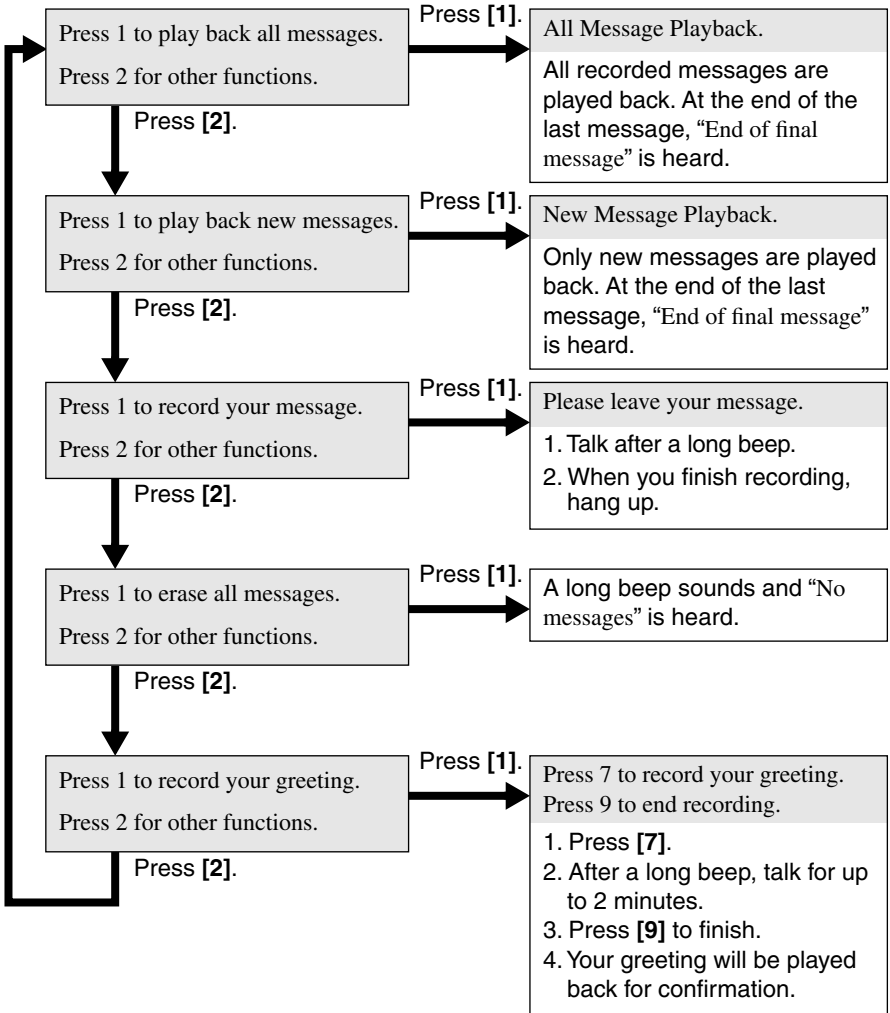 Press 1 to play back all messages.
Press 2 for other functions.
Press [1].
All Message Playback.
All recorded messages are
played back. At the end of the
last message, “End of final
message” is heard.
Press [2].
Press 1 to play back new messages.
Press 2 for other functions.
Press [1].
New Message Playback.
Only new messages are played
back. At the end of the last
message, “End of final message”
is heard.
Press [2].
Press 1 to record your message.
Press 2 for other functions.
Press [1].
Please leave your message.
1. Talk after a long beep.
2. When you finish recording,
hang up.
Press [2].
Press 1 to erase all messages.
Press 2 for other functions.
Press [1].
A long beep sounds and “No
messages” is heard.
Press [2].
Press 1 to record your greeting.
Press 2 for other functions.
Press [1].
Press 7 to record your greeting.
Press 9 to end recording.
1. Press [7].
2. After a long beep, talk for up
to 2 minutes.
3. Press [9] to finish.
4. Your greeting will be played
back for confirmation.
Press [2].